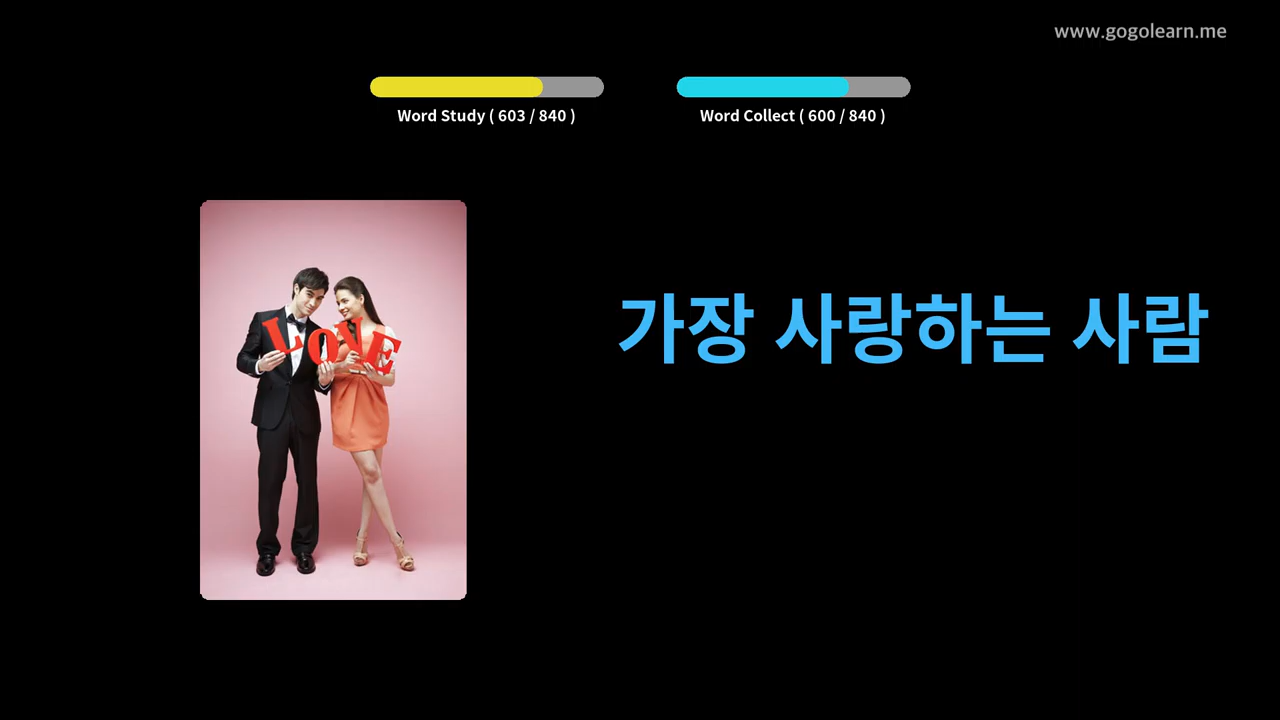 www.gogolearn.me
Word Study ( 603 / 840 )
Word Collect ( 600 / 840 )
LOVE
가장 사랑하는 사람